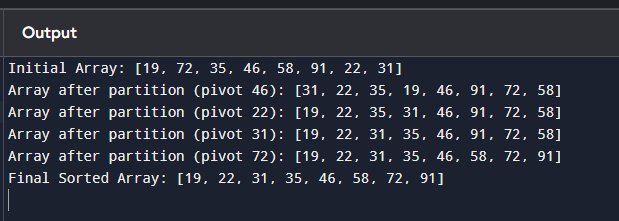 Output
Initial Array: [19, 72, 35, 46, 58, 91, 22, 31]
Array after partition (pivot 46): [31, 22, 35, 19, 46, 91, 72, 58]
Array after partition (pivot 22): [19, 22, 35, 31, 46, 91, 72, 58]
Array after partition (pivot 31): [19, 22, 31, 35, 46, 91, 72, 58]
Array after partition (pivot 72): [19, 22, 31, 35, 46, 58, 72, 91]
Final Sorted Array: [19, 22, 31, 35, 46, 58, 72, 91]